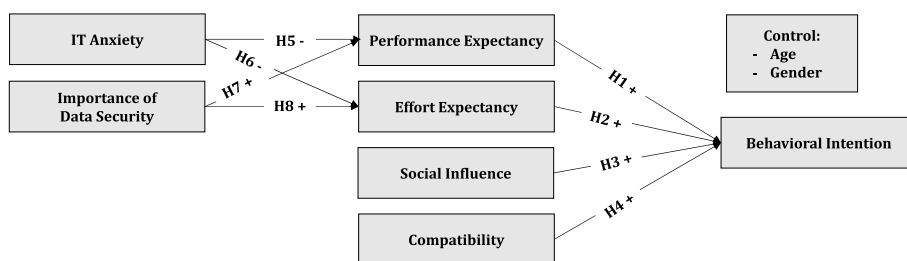 IT Anxiety
Importance of
Data Security
H5 -
H6 -
H7 +
H8 +
Performance Expectancy
Effort Expectancy
Social Influence
Compatibility
H1 +
H2 +
H3 +
H4 +
Control:
- Age
- Gender
Behavioral Intention